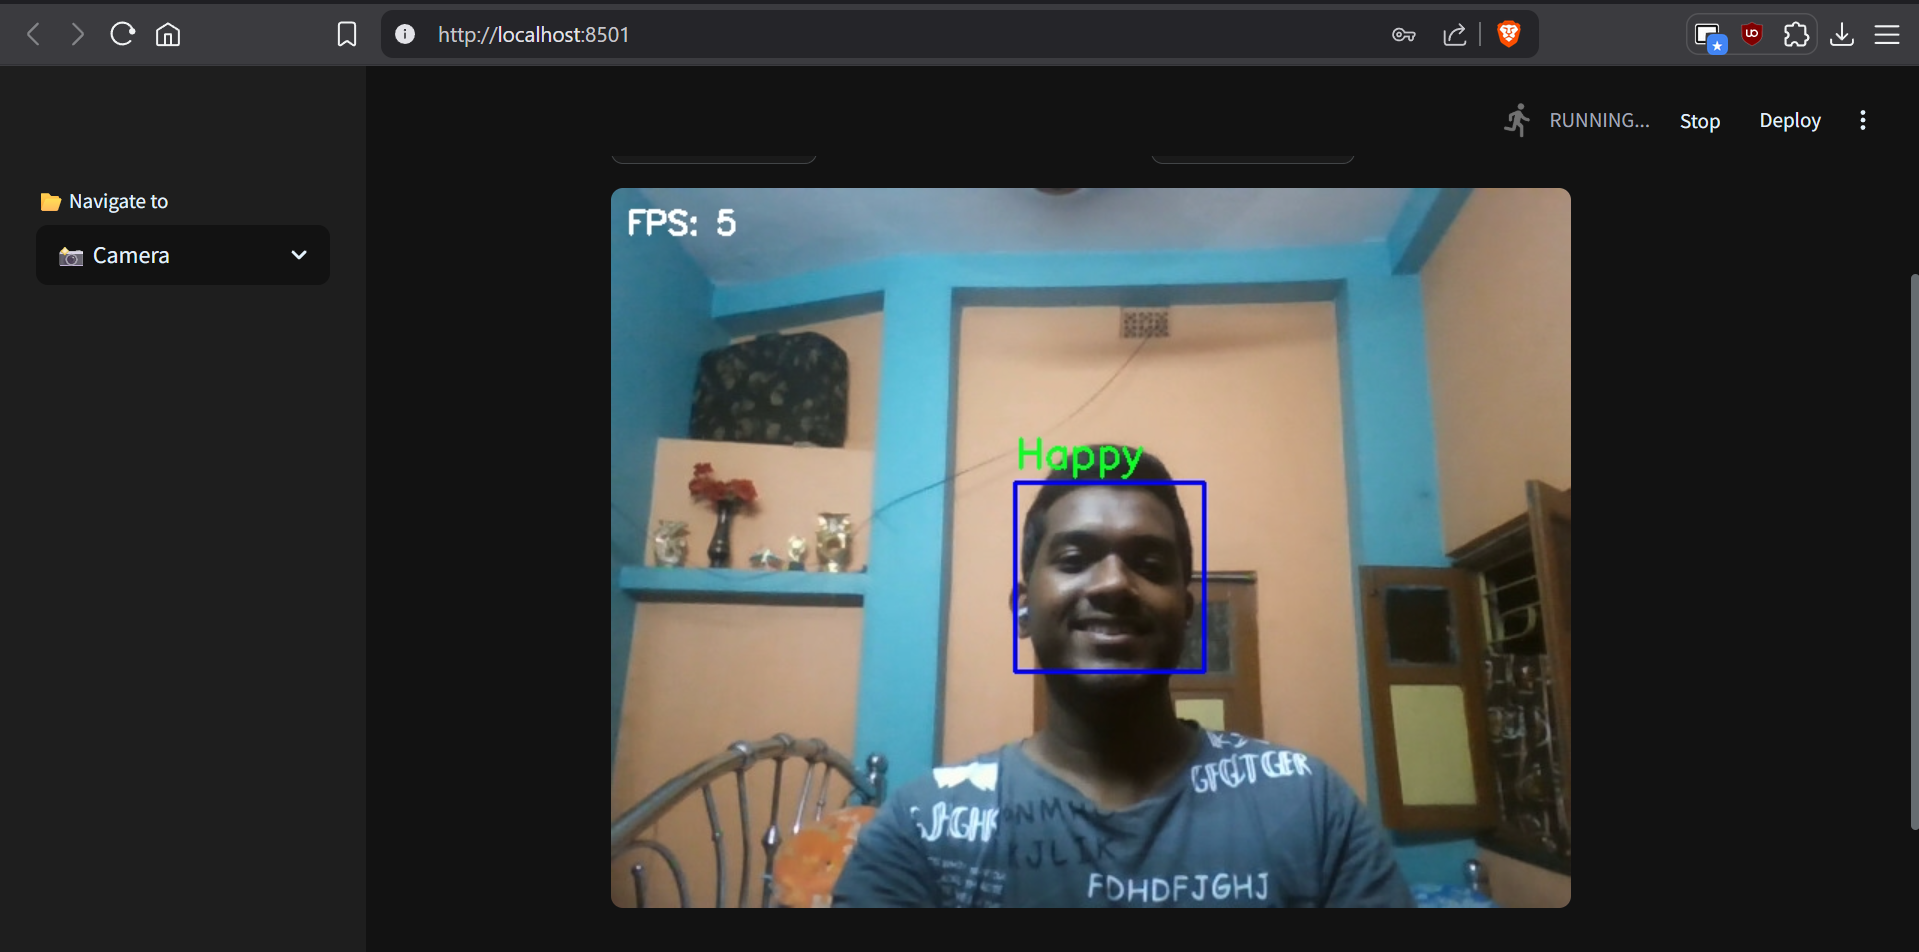 http://localhost:8501
RUNNING...
Stop
Deploy
Navigate to
Camera
FPS: 5
Happy
FDHDFJGHJ